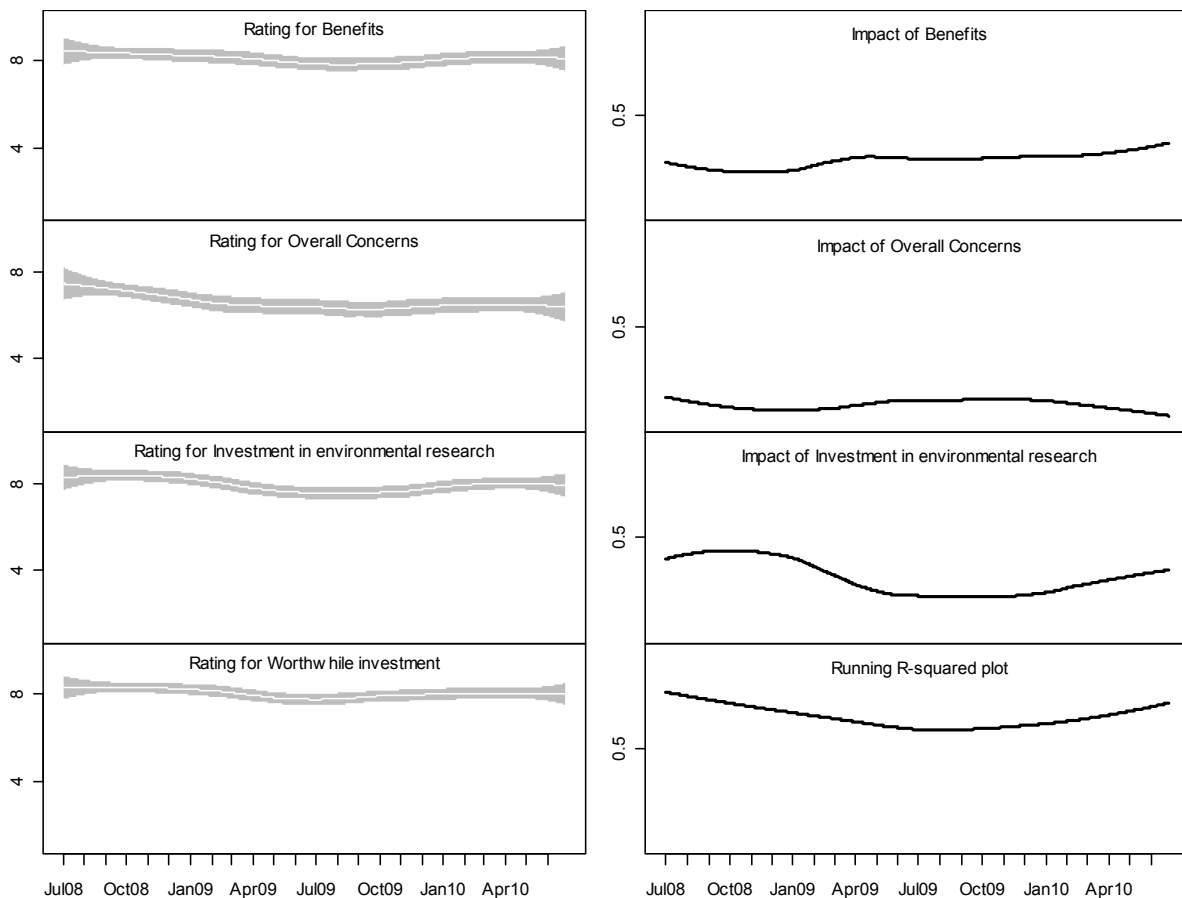 Rating for Benefits
8
4
Impact of Benefits
0.5
Rating for Overall Concerns
8
4
Impact of Overall Concerns
0.5
Rating for Investment in environmental research
8
4
Impact of Investment in environmental research
0.5
Rating for Worthw hile investment
8
4
Running R-squared plot
0.5
Jul08 Oct08 Jan09 Apr09 Jul09 Oct09 Jan10 Apr10
Jul08 Oct08 Jan09 Apr09 Jul09 Oct09 Jan10 Apr10